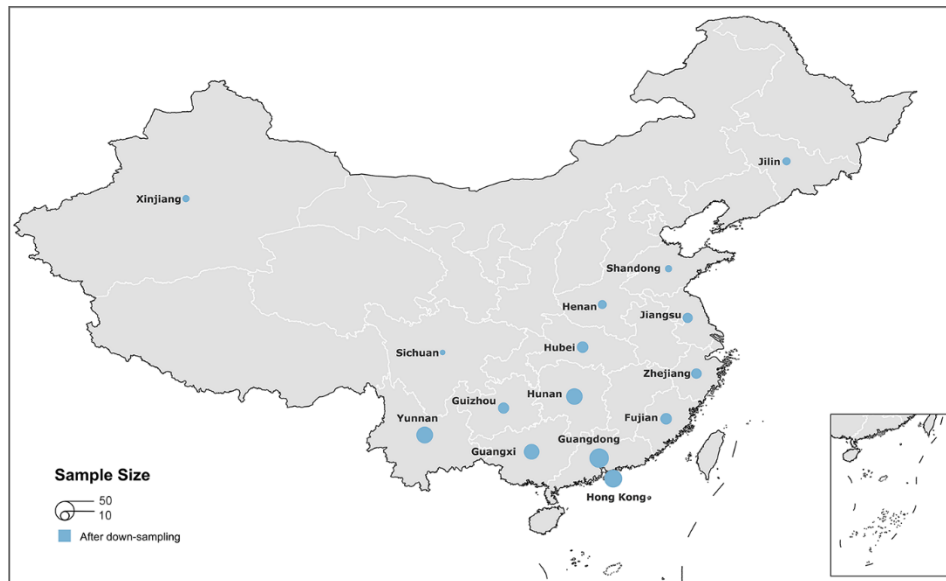 Jilin
Xinjiang
Shandong
Henan
Jiangsu
Sichuan
Hubei
Zhejiang
Hunan
Guizhou
Yunnan
Fujian
Guangdong
Guangxi
Hong Kong
Sample Size
50
10
After down-sampling